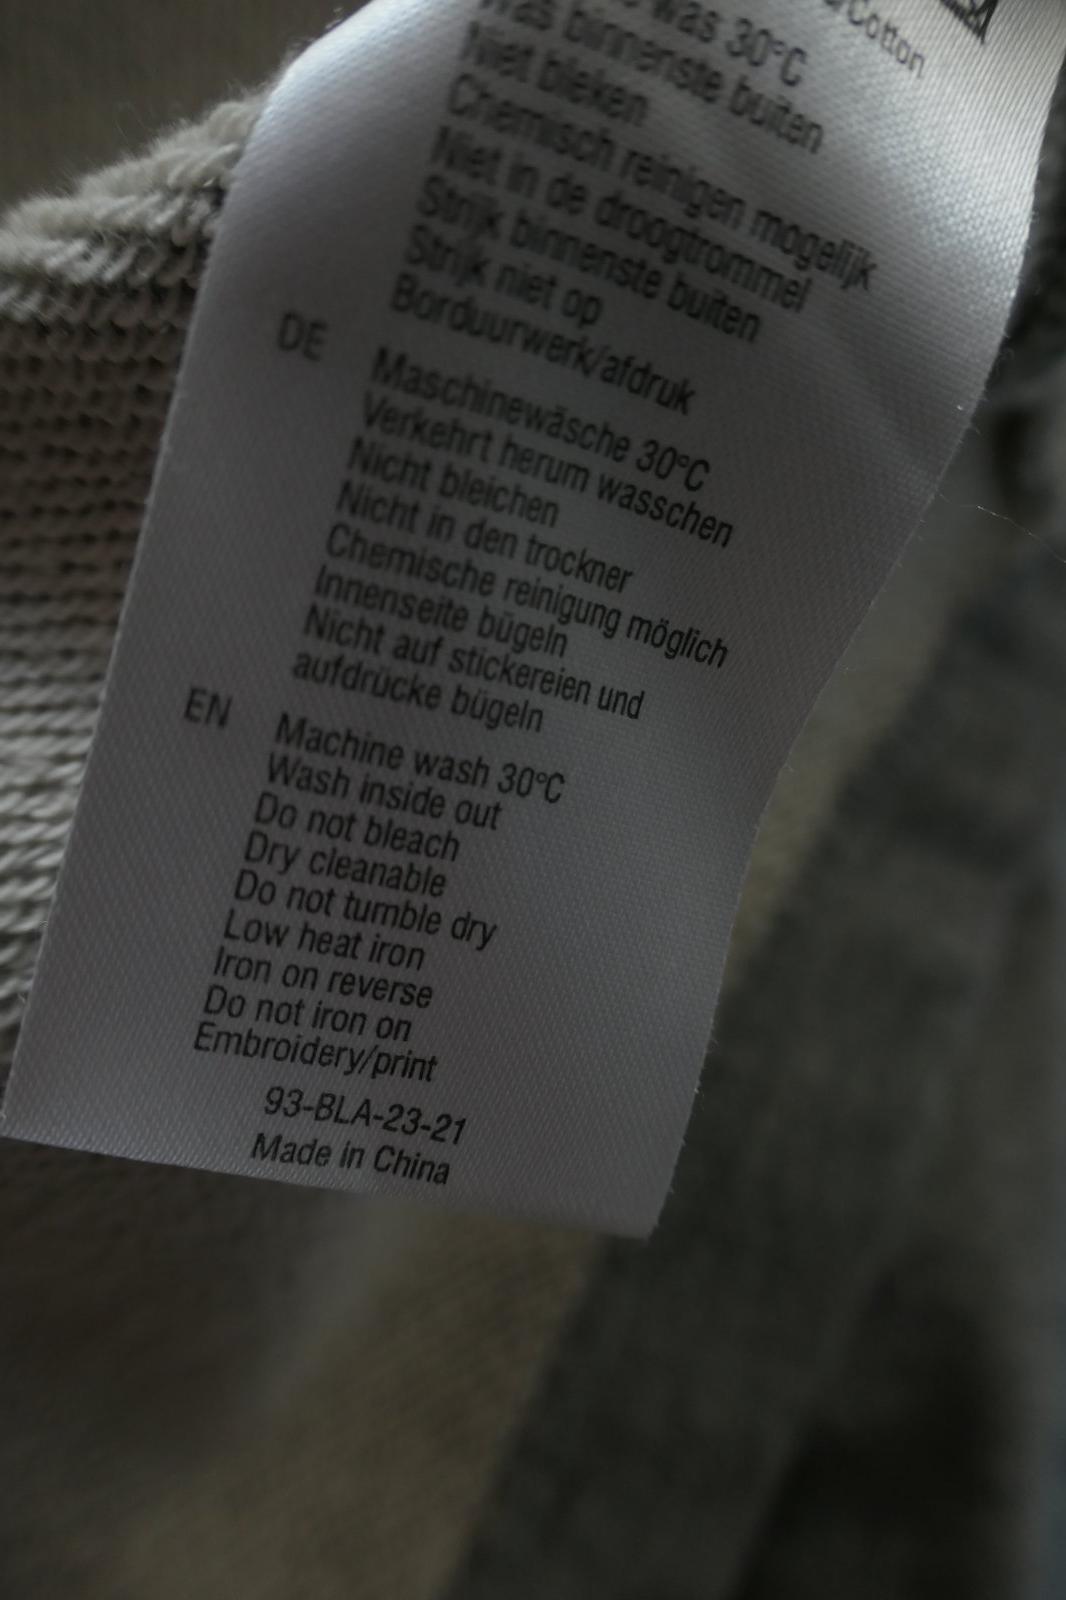 /Cotton
was 30°C
Was binnenste buiten
Niet bleken
Chemisch reinigen mogelijk
Niet in de droogtrommel
Strijk binnenste buiten
Strijk niet op
Borduurwerk/afdruk
DE Maschinewäsche 30°C
Verkehrt herum wasschen
Nicht bleichen
Nicht in den trockner
Chemische reinigung möglich
Innenseite bügeln
Nicht auf stickereien und
aufdrücke bügeln
EN Machine wash 30°C
Wash inside out
Do not bleach
Dry cleanable
Do not tumble dry
Low heat iron
Iron on reverse
Do not iron on
Embroidery/print
93-BLA-23-21
Made in China